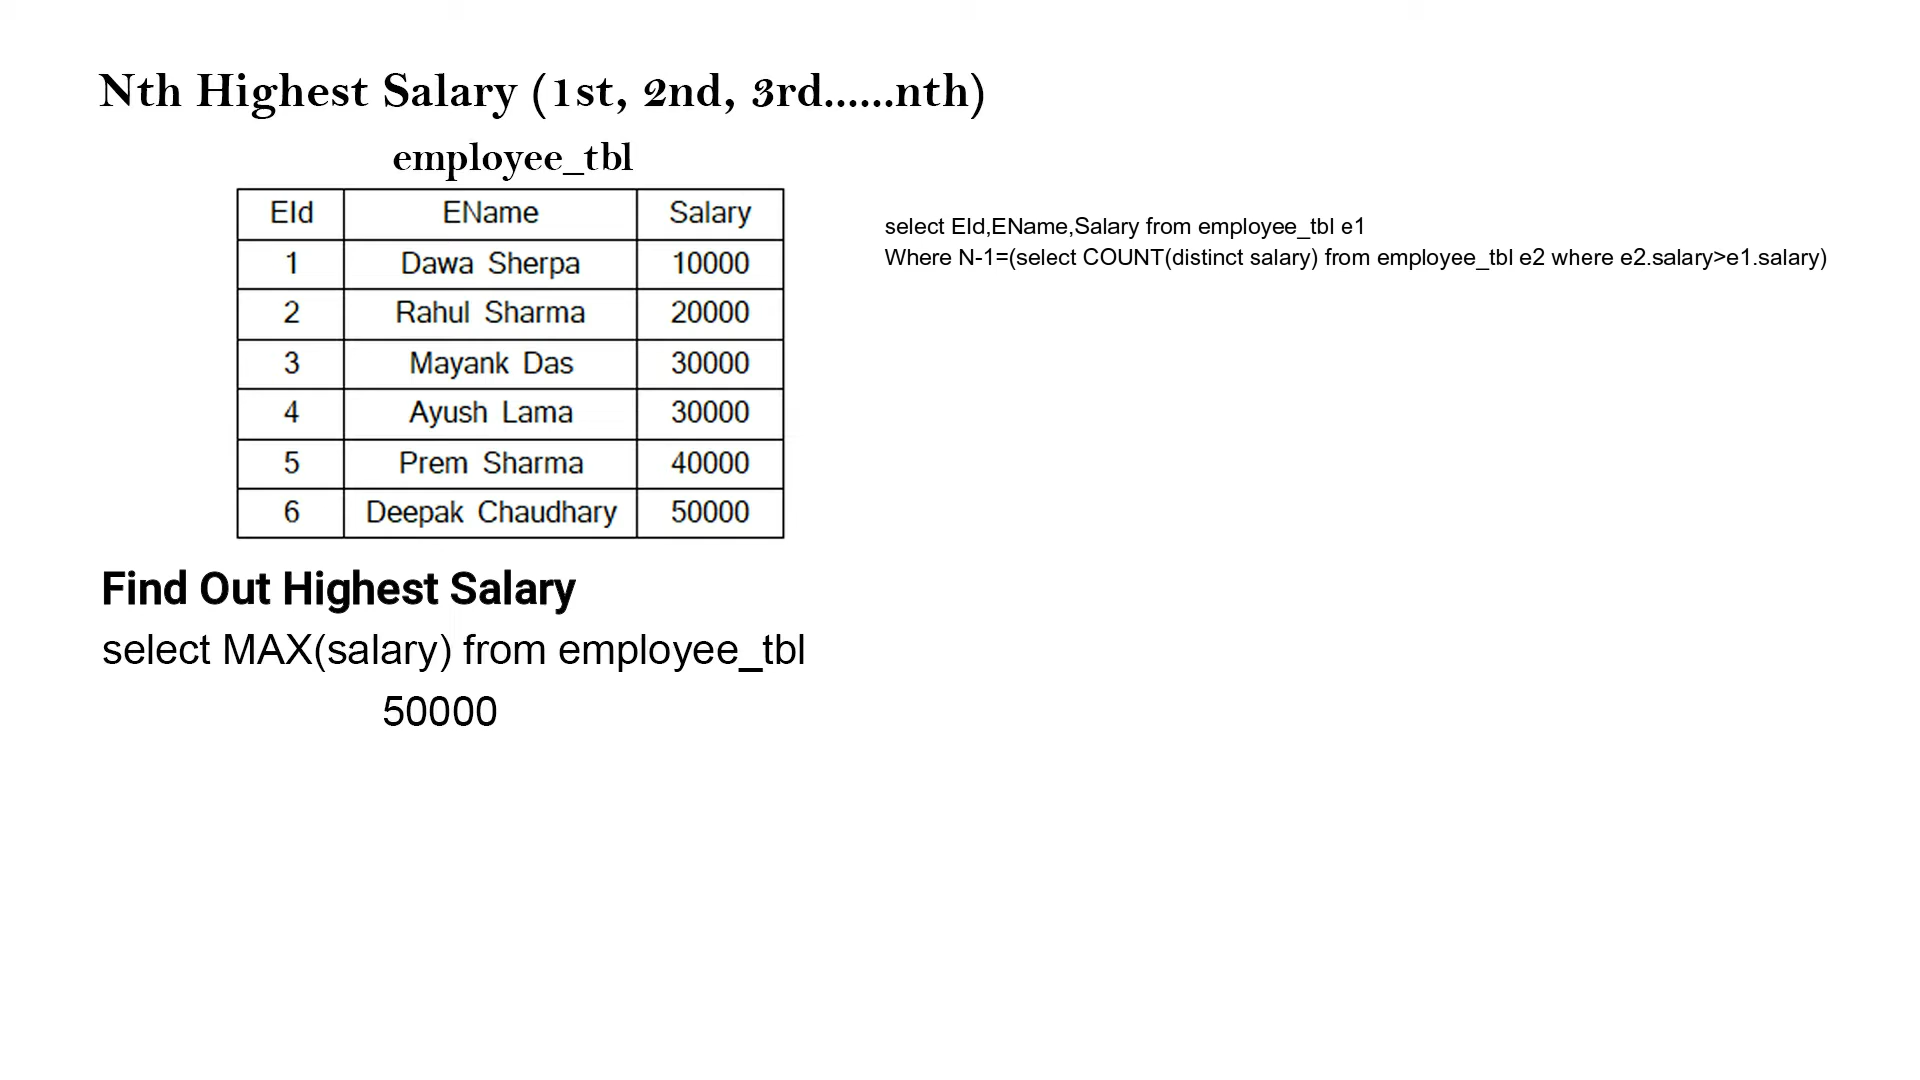 Nth Highest Salary (1st, 2nd, 3rd......nth)
employee_tbl
EId EName Salary
1 Dawa Sherpa 10000
2 Rahul Sharma 20000
3 Mayank Das 30000
4 Ayush Lama 30000
5 Prem Sharma 40000
6 Deepak Chaudhary 50000
select EId,EName,Salary from employee_tbl e1
Where N-1=(select COUNT(distinct salary) from employee_tbl e2 where e2.salary>e1.salary)
Find Out Highest Salary
select MAX(salary) from employee_tbl
50000